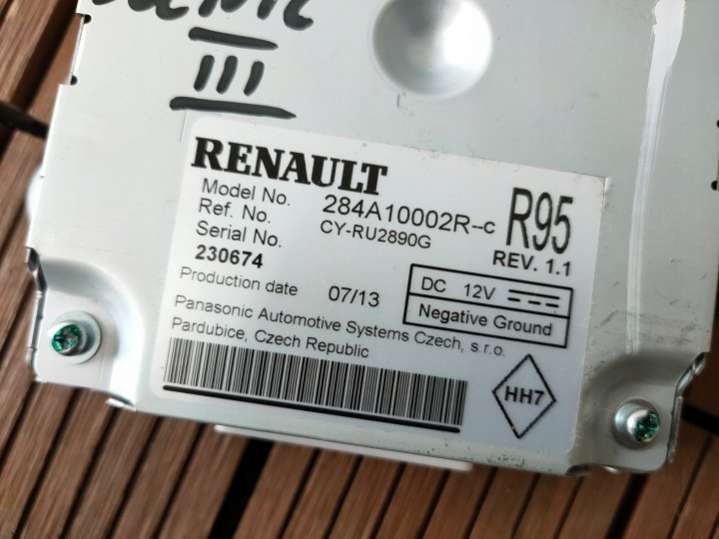 III
RENAULT
Model No. 284A10002R--c
R95
Ref. No. CY-RU2890G
REV. 1.1
Serial No.
230674
Production date 07/13
DC 12V
Negative Ground
Panasonic Automotive Systems Czech, s.r.o.
Pardubice, Czech Republic
HH7